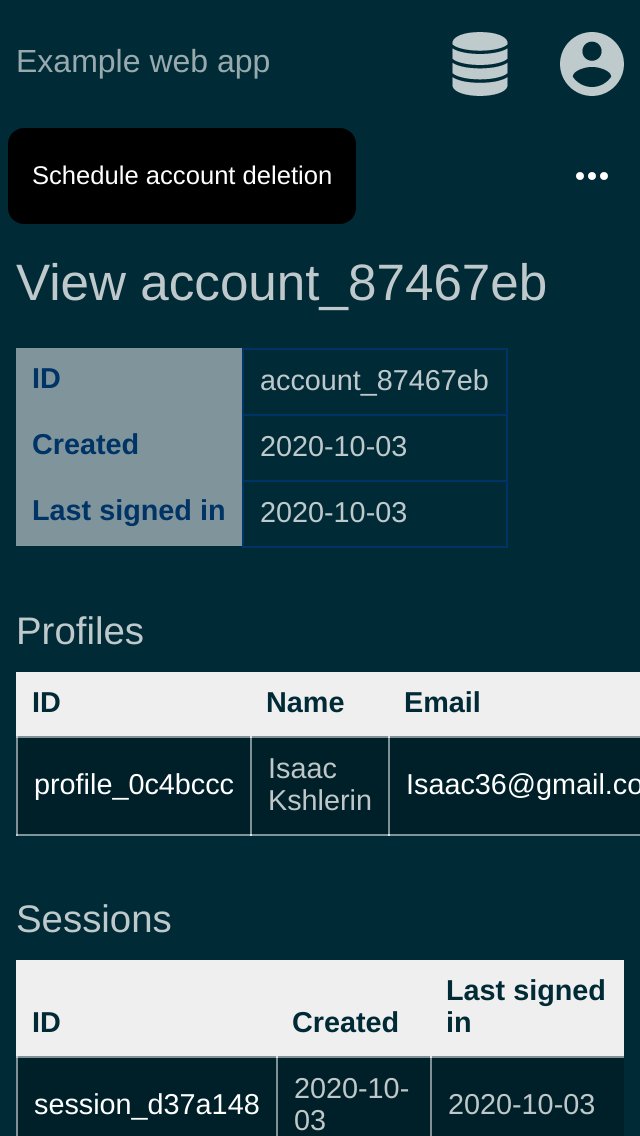 Example web app
Schedule account deletion
View account_87467eb
ID account_87467eb
Created 2020-10-03
Last signed in 2020-10-03
Profiles
ID Name Email
profile_0c4bccc Isaac Kshlerin Isaac36@gmail.co
Sessions
ID Created Last signed in
session_d37a148 2020-10-03 2020-10-03